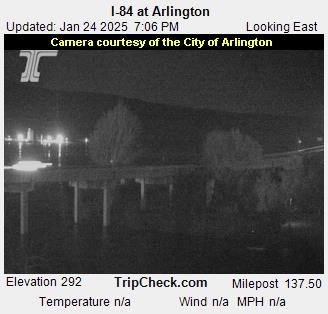 I-84 at Arlington
Updated: Jan 24 2025 7:06 PM Looking East
Camera courtesy of the City of Arlington
Elevation 292 TripCheck.com Milepost 137.50
Temperature n/a Wind n/a MPH n/a